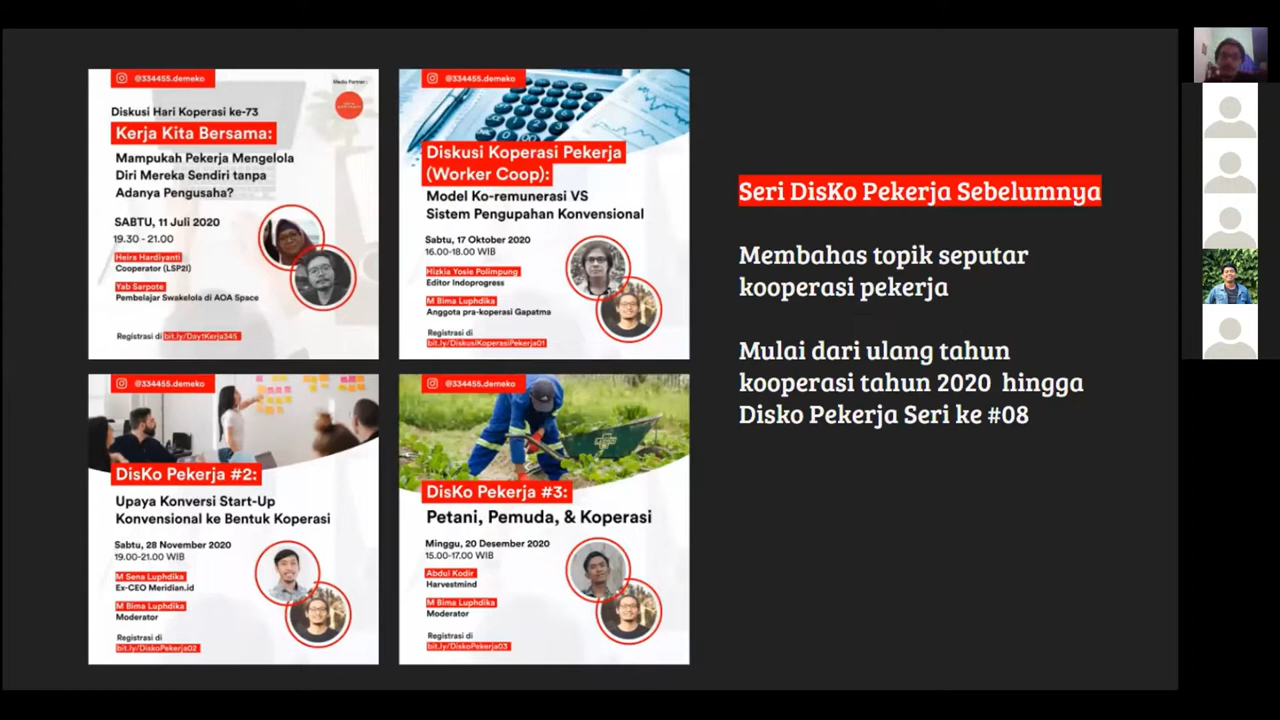 @334455.demeko
Media Partner :
Diskusi Hari Koperasi ke-73
Kerja Kita Bersama:
Mampukah Pekerja Mengelola
Diri Mereka Sendiri tanpa
Adanya Pengusaha?
SABTU, 11 Juli 2020
19.30 - 21.00
Heira Hardiyanti
Cooperator (LSP2I)
Yab Sarpote
Pembelajar Swakelola di AOA Space
Registrasi di bit.ly/Day1Kerja345
@334455.demeko
Diskusi Koperasi Pekerja
(Worker Coop):
Model Ko-remunerasi VS
Sistem Pengupahan Konvensional
Sabtu, 17 Oktober 2020
16.00-18.00 WIB
Hizkia Yosie Polimpung
Editor Indoprogress
M Bima Luphdika
Anggota pra-koperasi Gapatma
Registrasi di
bit.ly/DiskusiKoperasiPekerja01
@334455.demeko
DisKo Pekerja #2:
Upaya Konversi Start-Up
Konvensional ke Bentuk Koperasi
Sabtu, 28 November 2020
19.00-21.00 WIB
M Sena Luphdika
Ex-CEO Meridian.id
M Bima Luphdika
Moderator
Registrasi di
bit.ly/DiskoPekerja02
@334455.demeko
DisKo Pekerja #3:
Petani, Pemuda, & Koperasi
Minggu, 20 Desember 2020
15.00-17.00 WIB
Abdul Kodir
Harvestmind
M Bima Luphdika
Moderator
Registrasi di
bit.ly/DiskoPekerja03
Seri DisKo Pekerja Sebelumnya
Membahas topik seputar
kooperasi pekerja
Mulai dari ulang tahun
kooperasi tahun 2020 hingga
Disko Pekerja Seri ke #08